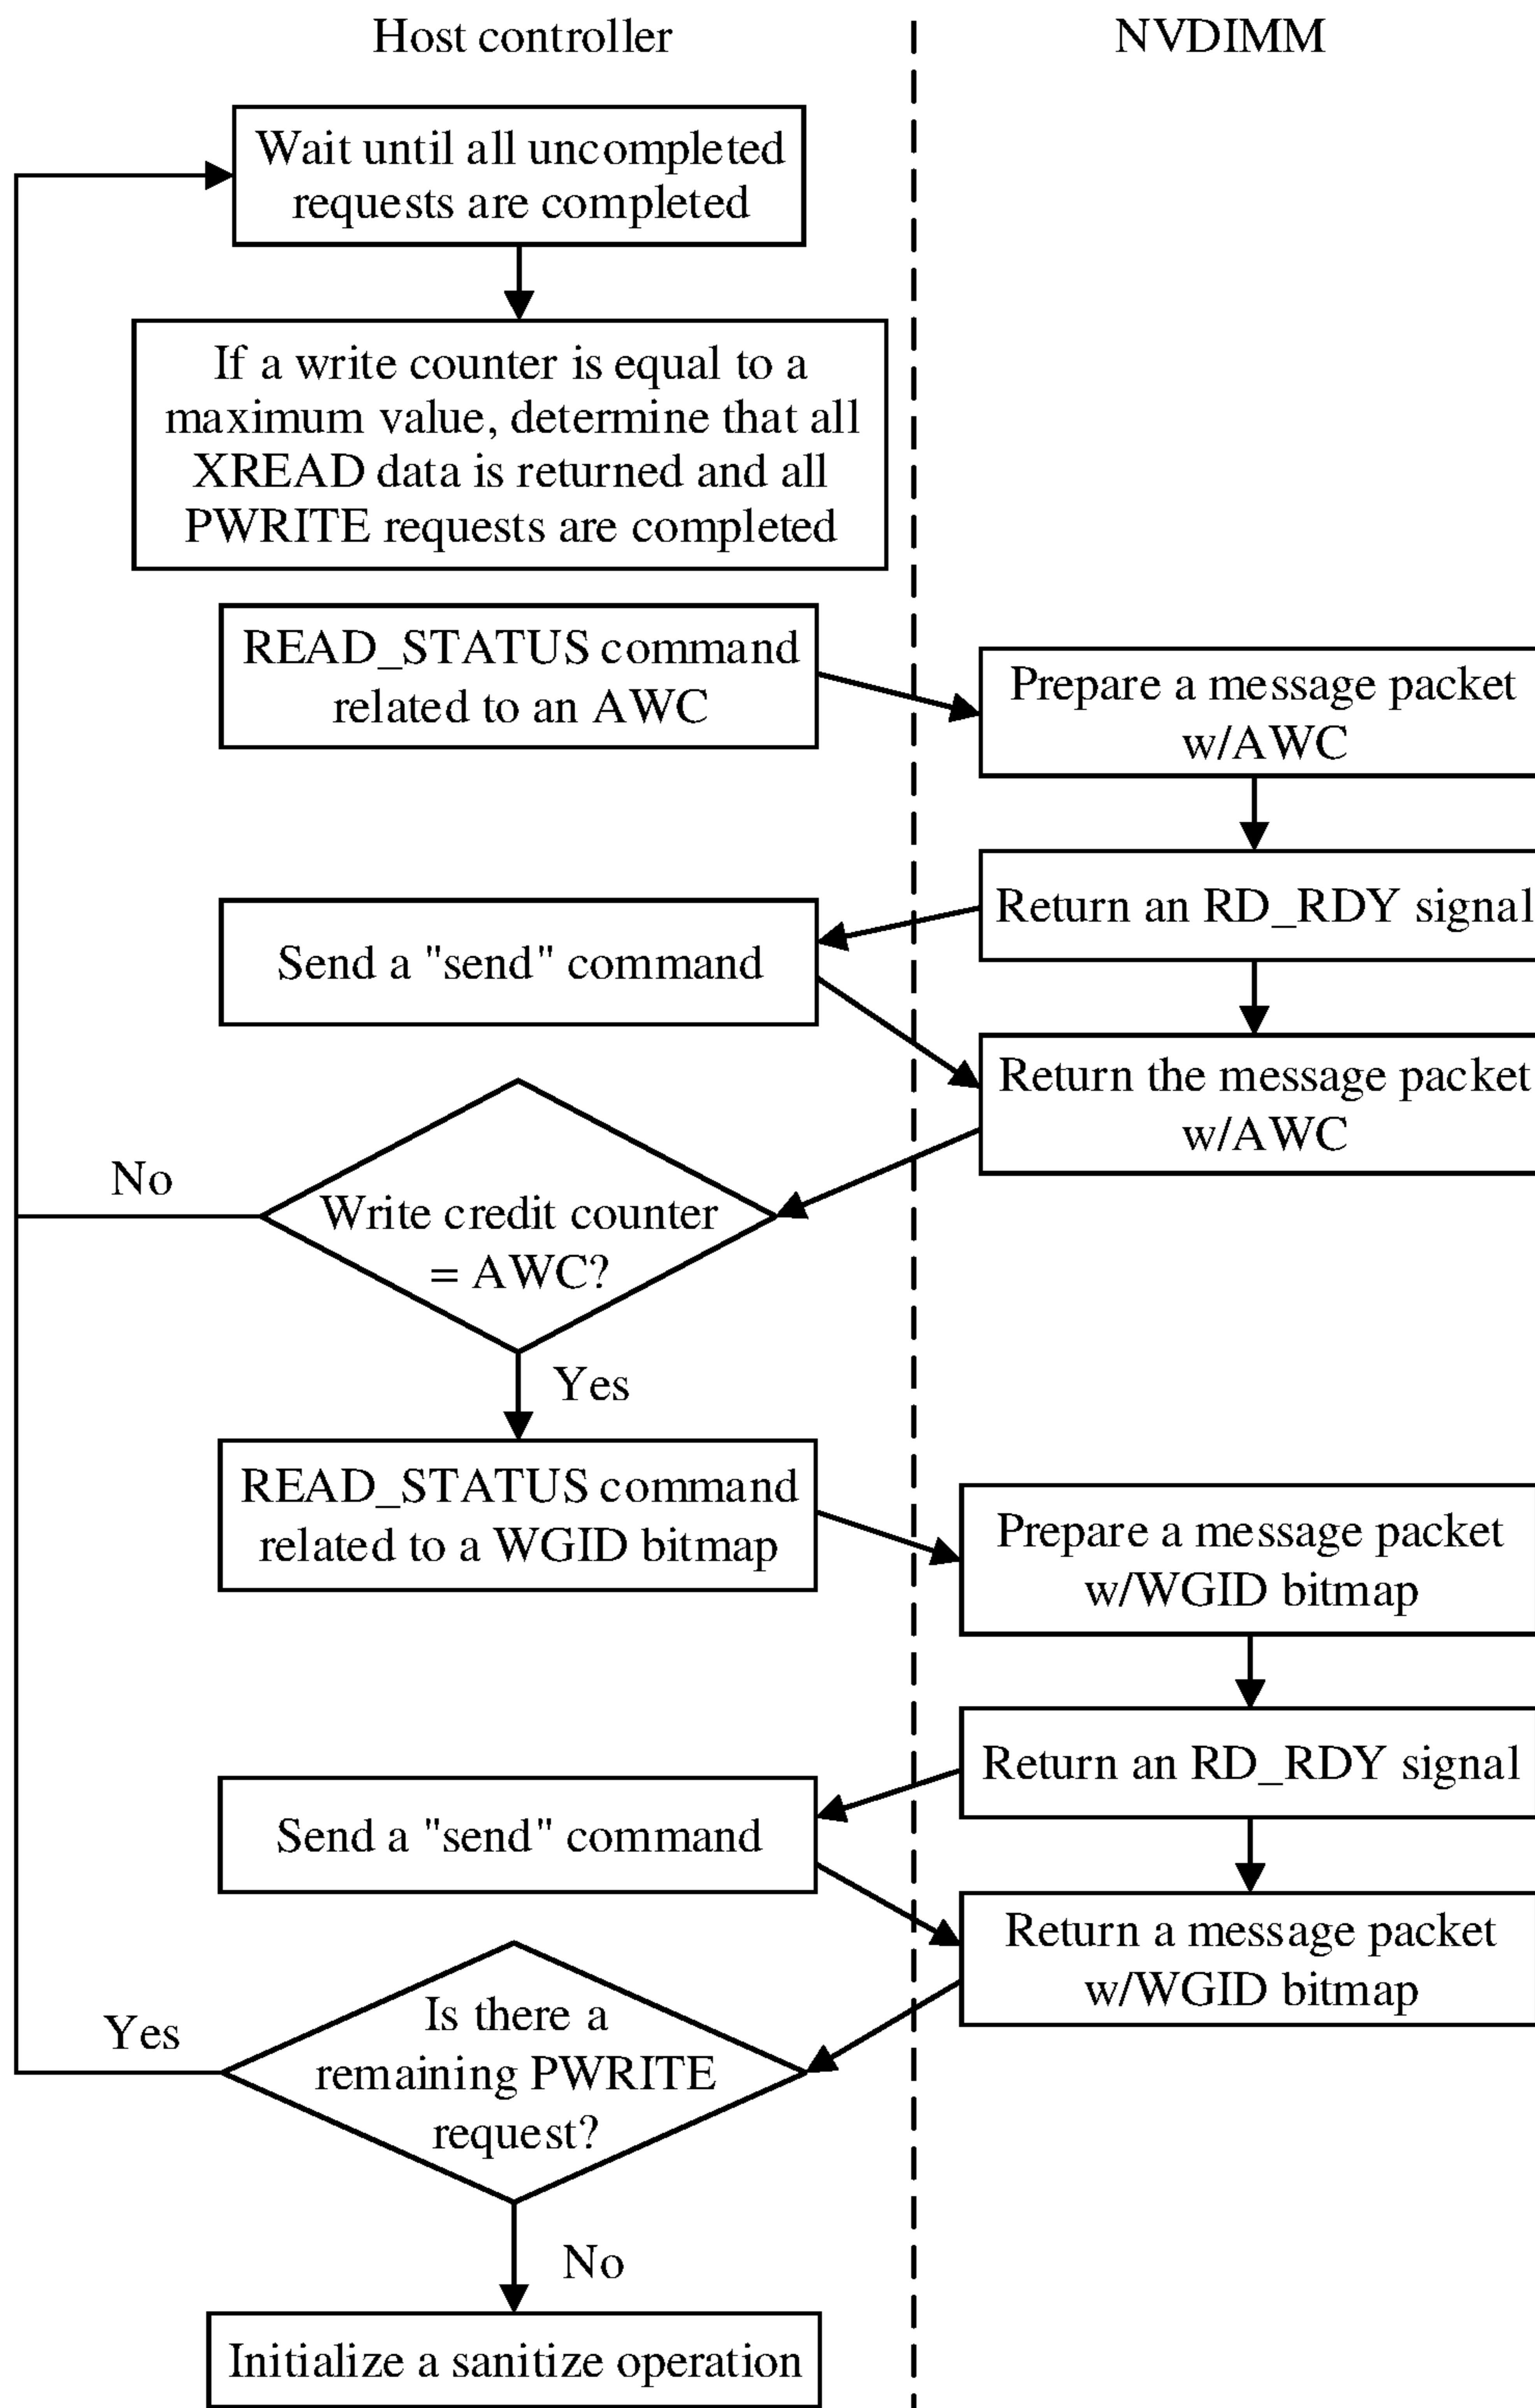 Host controller
NVDIMM
Wait until all uncompleted
requests are completed
If a write counter is equal to a
maximum value, determine that all
XREAD data is returned and all
PWRITE requests are completed
READ_STATUS command
related to an AWC
Prepare a message packet
w/AWC
Return an RD_RDY signal
Send a "send" command
Return the message packet
w/AWC
No
Write credit counter
= AWC?
Yes
READ_STATUS command
related to a WGID bitmap
Prepare a message packet
w/WGID bitmap
Return an RD_RDY signal
Send a "send" command
Return a message packet
w/WGID bitmap
Yes
Is there a
remaining PWRITE
request?
No
Initialize a sanitize operation